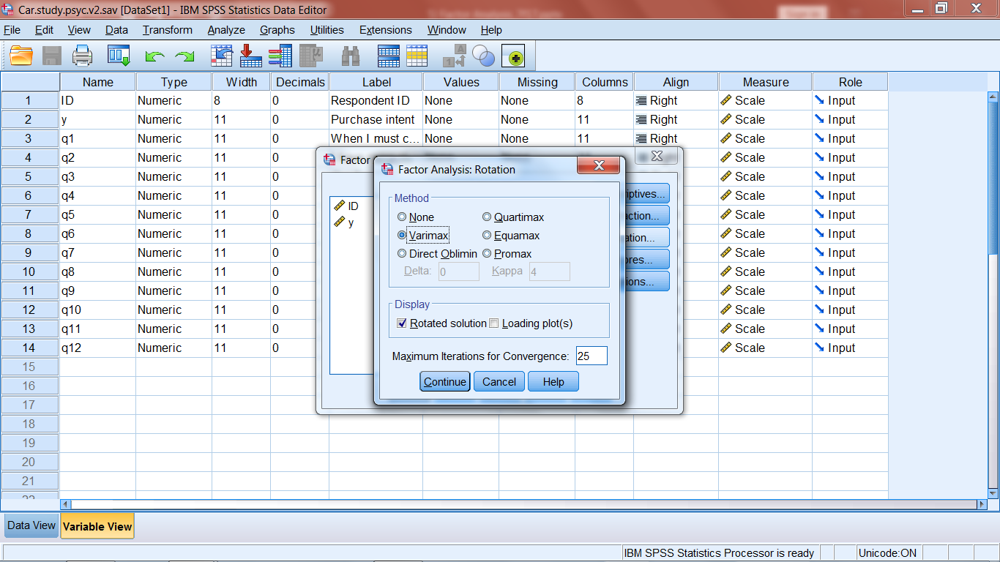 Car.study.psyc.v2.sav [DataSet1] - IBM SPSS Statistics Data Editor
File Edit View Data Transform Analyze Graphs Utilities Extensions Window Help
Name Type Width Decimals Label Values Missing Columns Align Measure Role
1 ID Numeric 8 0 Respondent ID None None 8 Right Scale Input
2 y Numeric 11 0 Purchase intent None None 11 Right Scale Input
3 q1 Numeric 11 0 When I must c... None None 11 Right Scale Input
4 q2 Numeric 11 0 Right Scale Input
5 q3 Numeric 11 0 Scale Input
6 q4 Numeric 11 0 Scale Input
7 q5 Numeric 11 0 Scale Input
8 q6 Numeric 11 0 Scale Input
9 q7 Numeric 11 0 Scale Input
10 q8 Numeric 11 0 Scale Input
11 q9 Numeric 11 0 Scale Input
12 q10 Numeric 11 0 Scale Input
13 q11 Numeric 11 0 Scale Input
14 q12 Numeric 11 0 Scale Input
15
16
17
18
19
20
21
Factor
ID
y
iptives...
action...
ation...
ores...
ions...
Factor Analysis: Rotation
Method
None Quartimax
Varimax Equamax
Direct Oblimin Promax
Delta: 0 Kappa 4
Display
Rotated solution Loading plot(s)
Maximum Iterations for Convergence: 25
Continue Cancel Help
Data View Variable View
IBM SPSS Statistics Processor is ready Unicode:ON